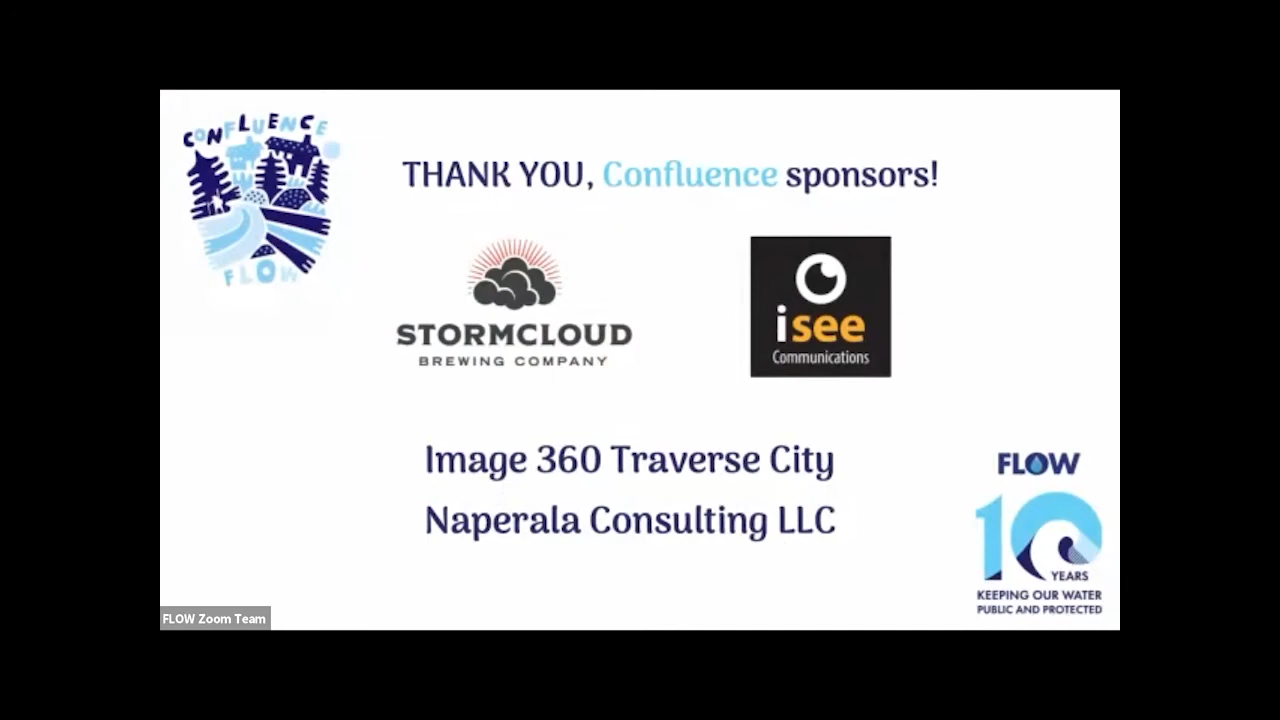 CONFLUENCE
FLOW
THANK YOU, Confluence sponsors!
STORMCLOUD
BREWING COMPANY
isee
Communications
Image 360 Traverse City
Naperala Consulting LLC
FLOW
10
YEARS
KEEPING OUR WATER
PUBLIC AND PROTECTED
FLOW Zoom Team